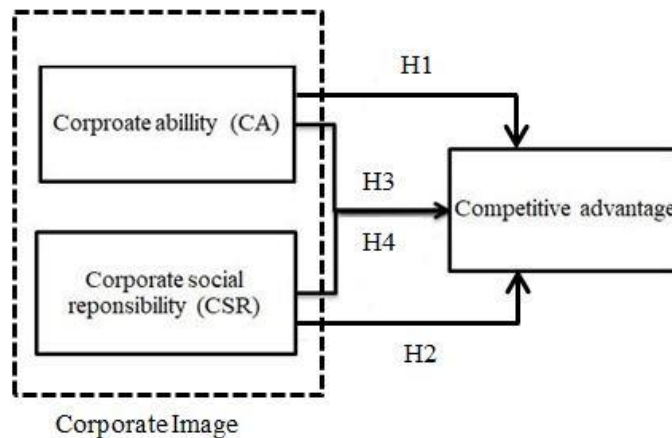 H1
Corproate abillity (CA)
H3
Competitive advantage
H4
Corporate social
reponsibility (CSR)
H2
Corporate Image